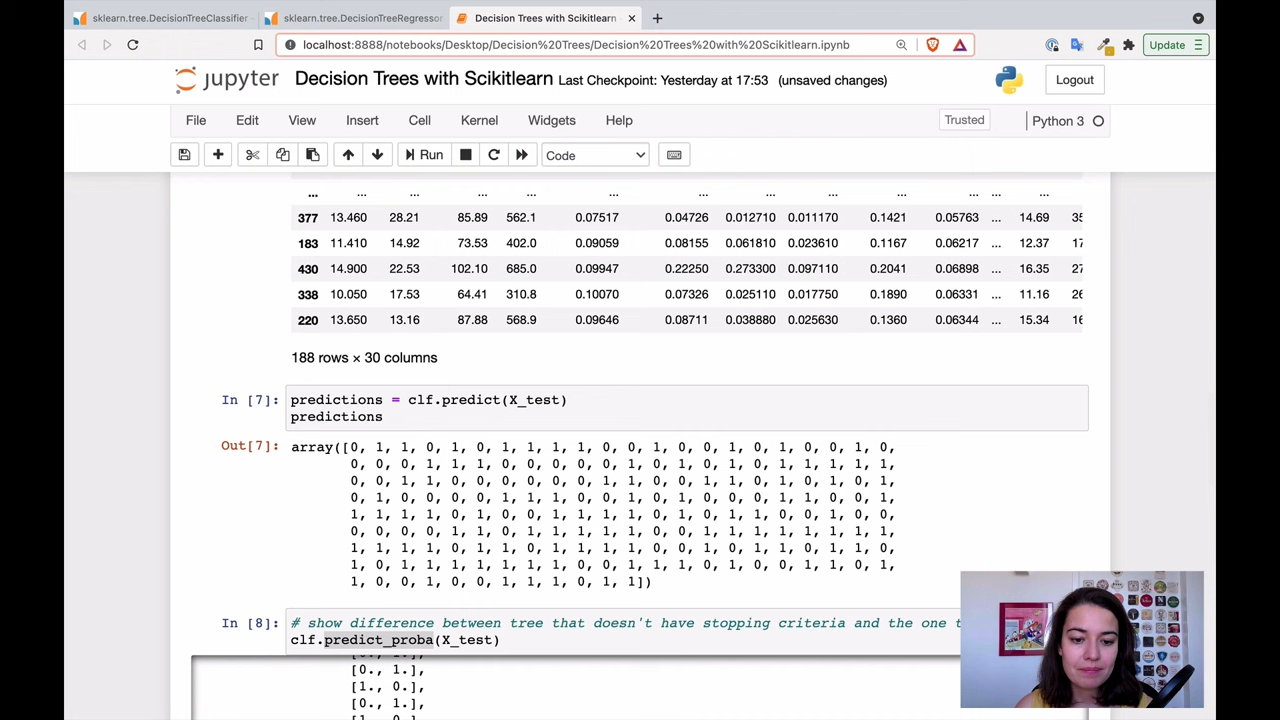 sklearn.tree.DecisionTreeClassifier
sklearn.tree.DecisionTreeRegressor
Decision Trees with Scikitlearn
localhost:8888/notebooks/Desktop/Decision%20Trees/Decision%20Trees%20with%20Scikitlearn.ipynb
Update
jupyter Decision Trees with Scikitlearn Last Checkpoint: Yesterday at 17:53 (unsaved changes)
Logout
File Edit View Insert Cell Kernel Widgets Help
Trusted
Python 3
Run
Code
... ... ... ... ... ... ... ... ... ... ... ... ...
377 13.460 28.21 85.89 562.1 0.07517 0.04726 0.012710 0.011170 0.1421 0.05763 ... 14.69 35
183 11.410 14.92 73.53 402.0 0.09059 0.08155 0.061810 0.023610 0.1167 0.06217 ... 12.37 17
430 14.900 22.53 102.10 685.0 0.09947 0.22250 0.273300 0.097110 0.2041 0.06898 ... 16.35 27
338 10.050 17.53 64.41 310.8 0.10070 0.07326 0.025110 0.017750 0.1890 0.06331 ... 11.16 26
220 13.650 13.16 87.88 568.9 0.09646 0.08711 0.038880 0.025630 0.1360 0.06344 ... 15.34 16
188 rows × 30 columns
In [7]: predictions = clf.predict(X_test)
predictions
Out[7]: array([0, 1, 1, 0, 1, 0, 1, 1, 1, 1, 0, 0, 1, 0, 0, 1, 0, 1, 0, 0, 1, 0,
0, 0, 0, 1, 1, 1, 0, 0, 0, 0, 0, 1, 0, 1, 0, 1, 0, 1, 1, 1, 1, 1,
0, 0, 1, 1, 0, 0, 0, 0, 0, 1, 0, 0, 1, 1, 0, 1, 1, 0, 1, 0, 1,
0, 0, 0, 1, 0, 0, 1, 1, 1, 0, 0, 1, 0, 1, 0, 0, 0, 1, 0, 1, 1,
1, 1, 1, 0, 1, 0, 0, 1, 1, 1, 1, 0, 1, 0, 1, 1, 0, 0, 1, 0, 0,
0, 0, 0, 0, 1, 1, 0, 1, 1, 1, 1, 1, 0, 0, 1, 1, 1, 1, 1, 1, 1,
1, 1, 1, 1, 0, 1, 1, 0, 1, 1, 1, 1, 0, 0, 1, 0, 1, 1, 0, 1, 1, 0,
1, 1, 0, 1, 0, 1, 1, 1, 1, 1, 0, 0, 1, 1, 1, 0, 1, 0, 0, 1, 1, 0, 1,
1, 0, 0, 1, 0, 0, 1, 1, 1, 0, 1, 1])
In [8]: # show difference between tree that doesn't have stopping criteria and the one
clf.predict_proba(X_test)
[0., 1.],
[1., 0.],
[0., 1.],